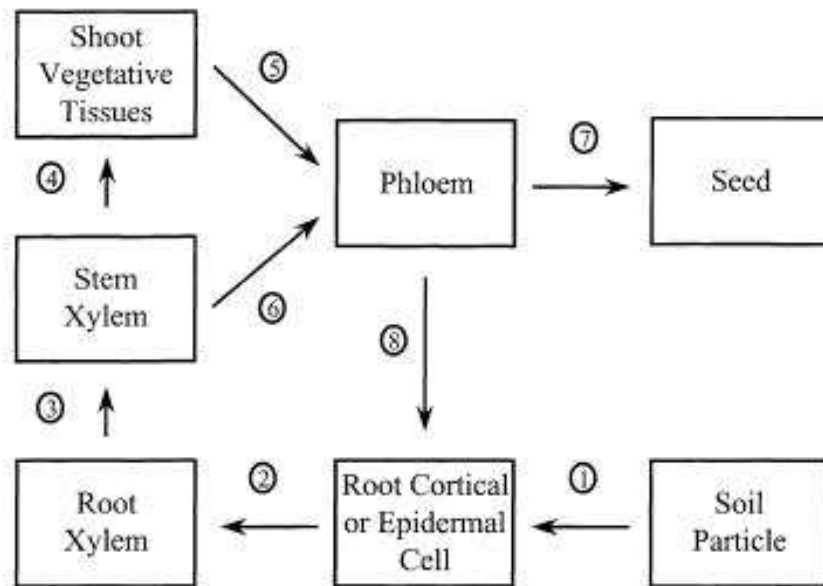 Shoot
Vegetative
Tissues
⑤
④
Phloem
⑦
Seed
Stem
Xylem
⑥
⑧
③
Root
Xylem
②
Root Cortical
or Epidermal
Cell
①
Soil
Particle